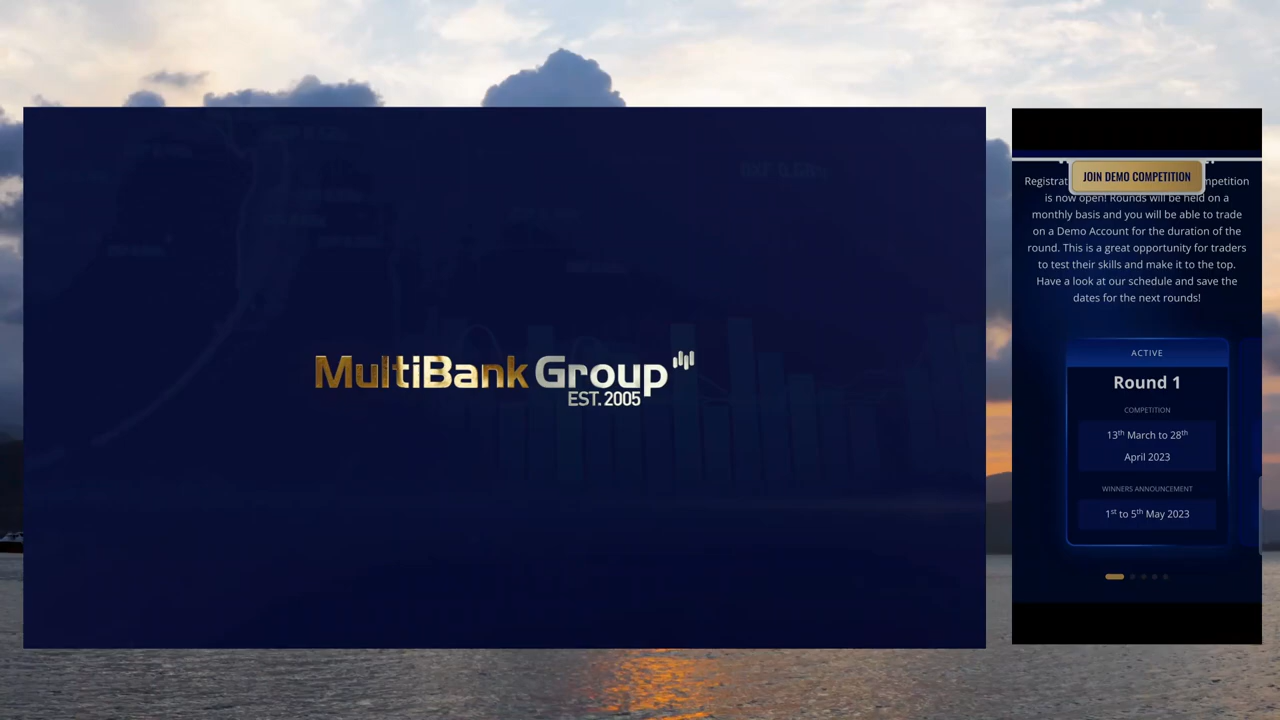 MultiBank Group
EST. 2005
JOIN DEMO COMPETITION
is now open! Rounds will be held on a
monthly basis and you will be able to trade
on a Demo Account for the duration of the
round. This is a great opportunity for traders
to test their skills and make it to the top.
Have a look at our schedule and save the
dates for the next rounds!
ACTIVE
Round 1
COMPETITION
13th March to 28th
April 2023
WINNERS ANNOUNCEMENT
1st to 5th May 2023